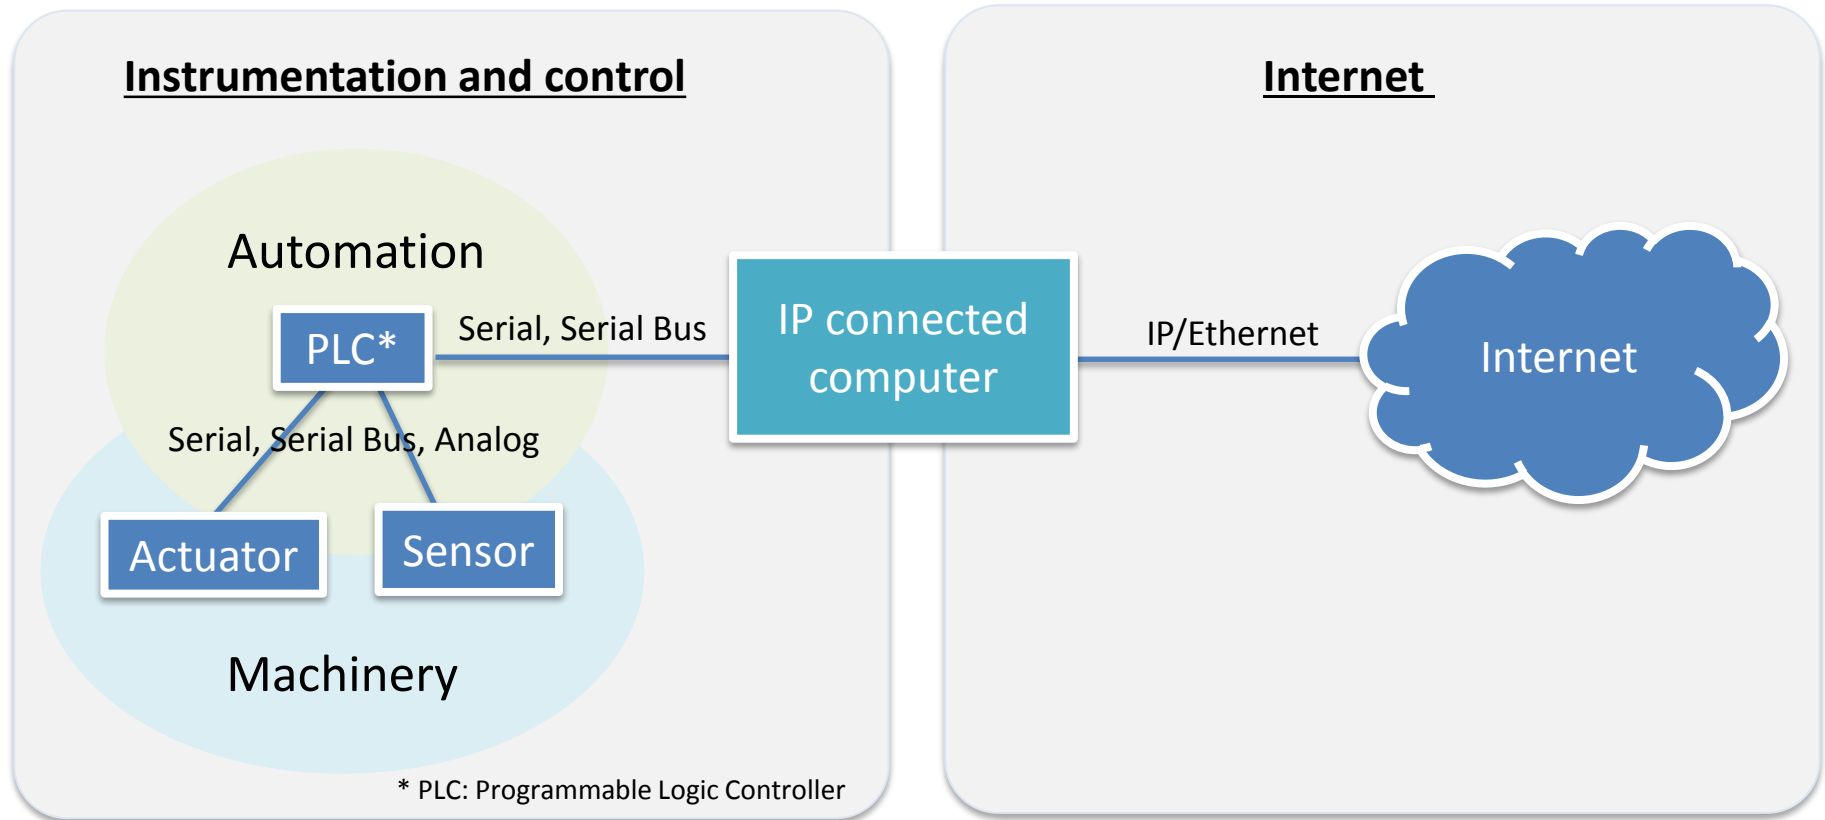 Instrumentation and control
Automation
PLC*
Serial, Serial Bus
Serial, Serial Bus, Analog
Actuator
Sensor
Machinery
* PLC: Programmable Logic Controller
IP connected
computer
Internet
IP/Ethernet
Internet